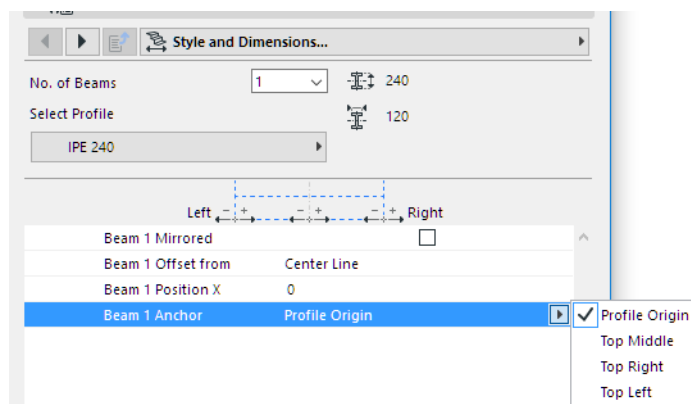 Style and Dimensions...
No. of Beams 1 240
Select Profile 120
IPE 240
Left - + - + - + Right
Beam 1 Mirrored
Beam 1 Offset from Center Line
Beam 1 Position X 0
Beam 1 Anchor Profile Origin
Profile Origin
Top Middle
Top Right
Top Left